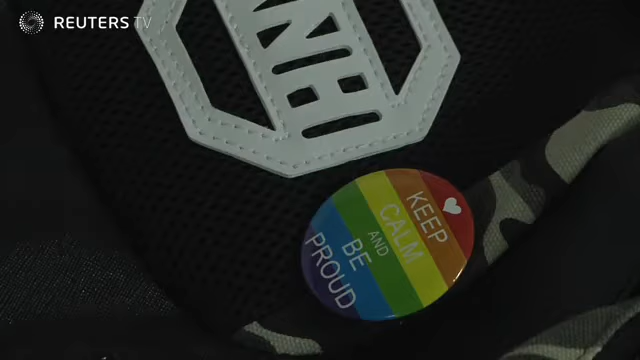 REUTERS TV
KEEP
CALM
AND
BE
PROUD